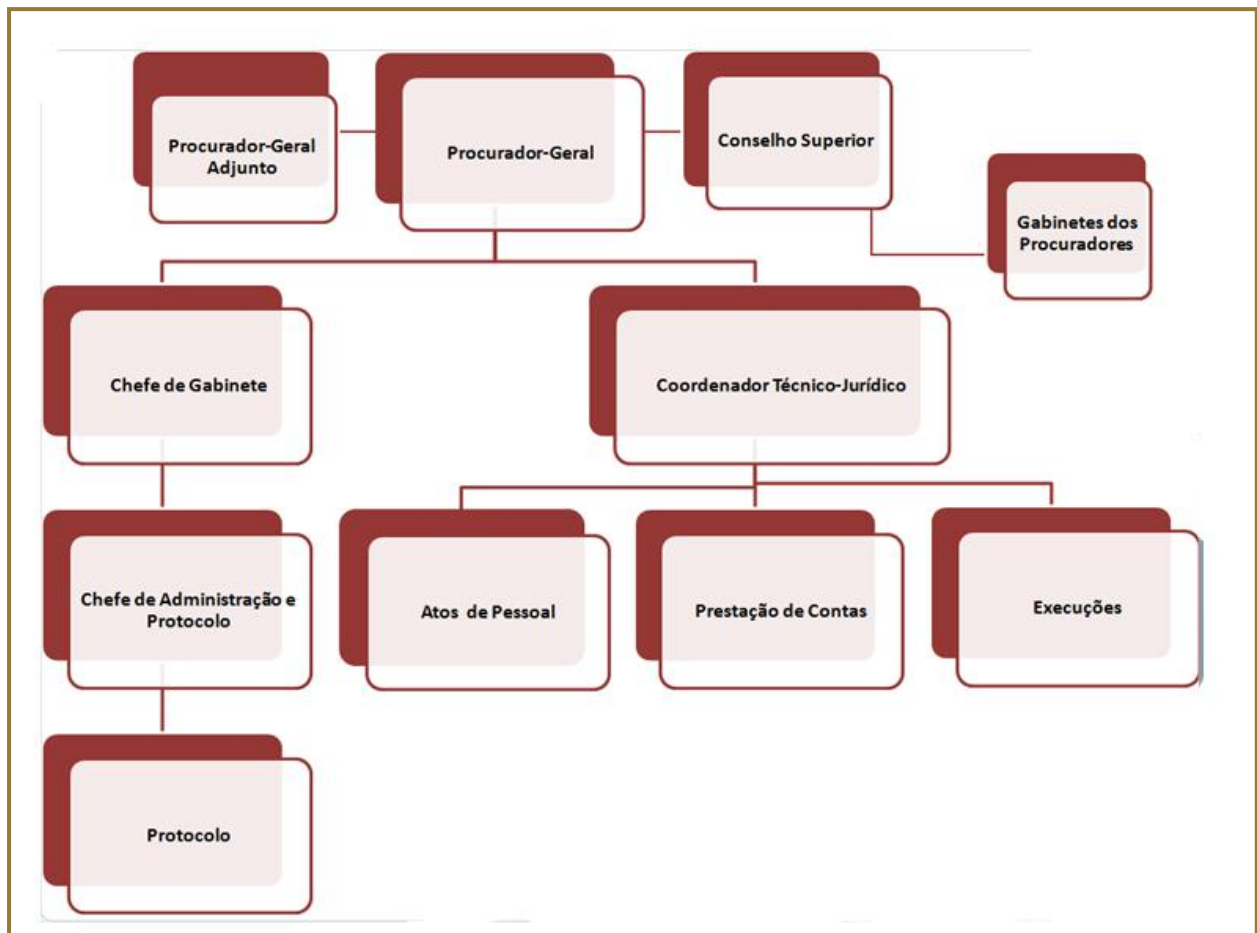 Procurador-Geral
Adjunto
Procurador-Geral
Conselho Superior
Gabinetes dos
Procuradores
Chefe de Gabinete
Coordenador Técnico-Jurídico
Chefe de Administração e
Protocolo
Atos de Pessoal
Prestação de Contas
Execuções
Protocolo